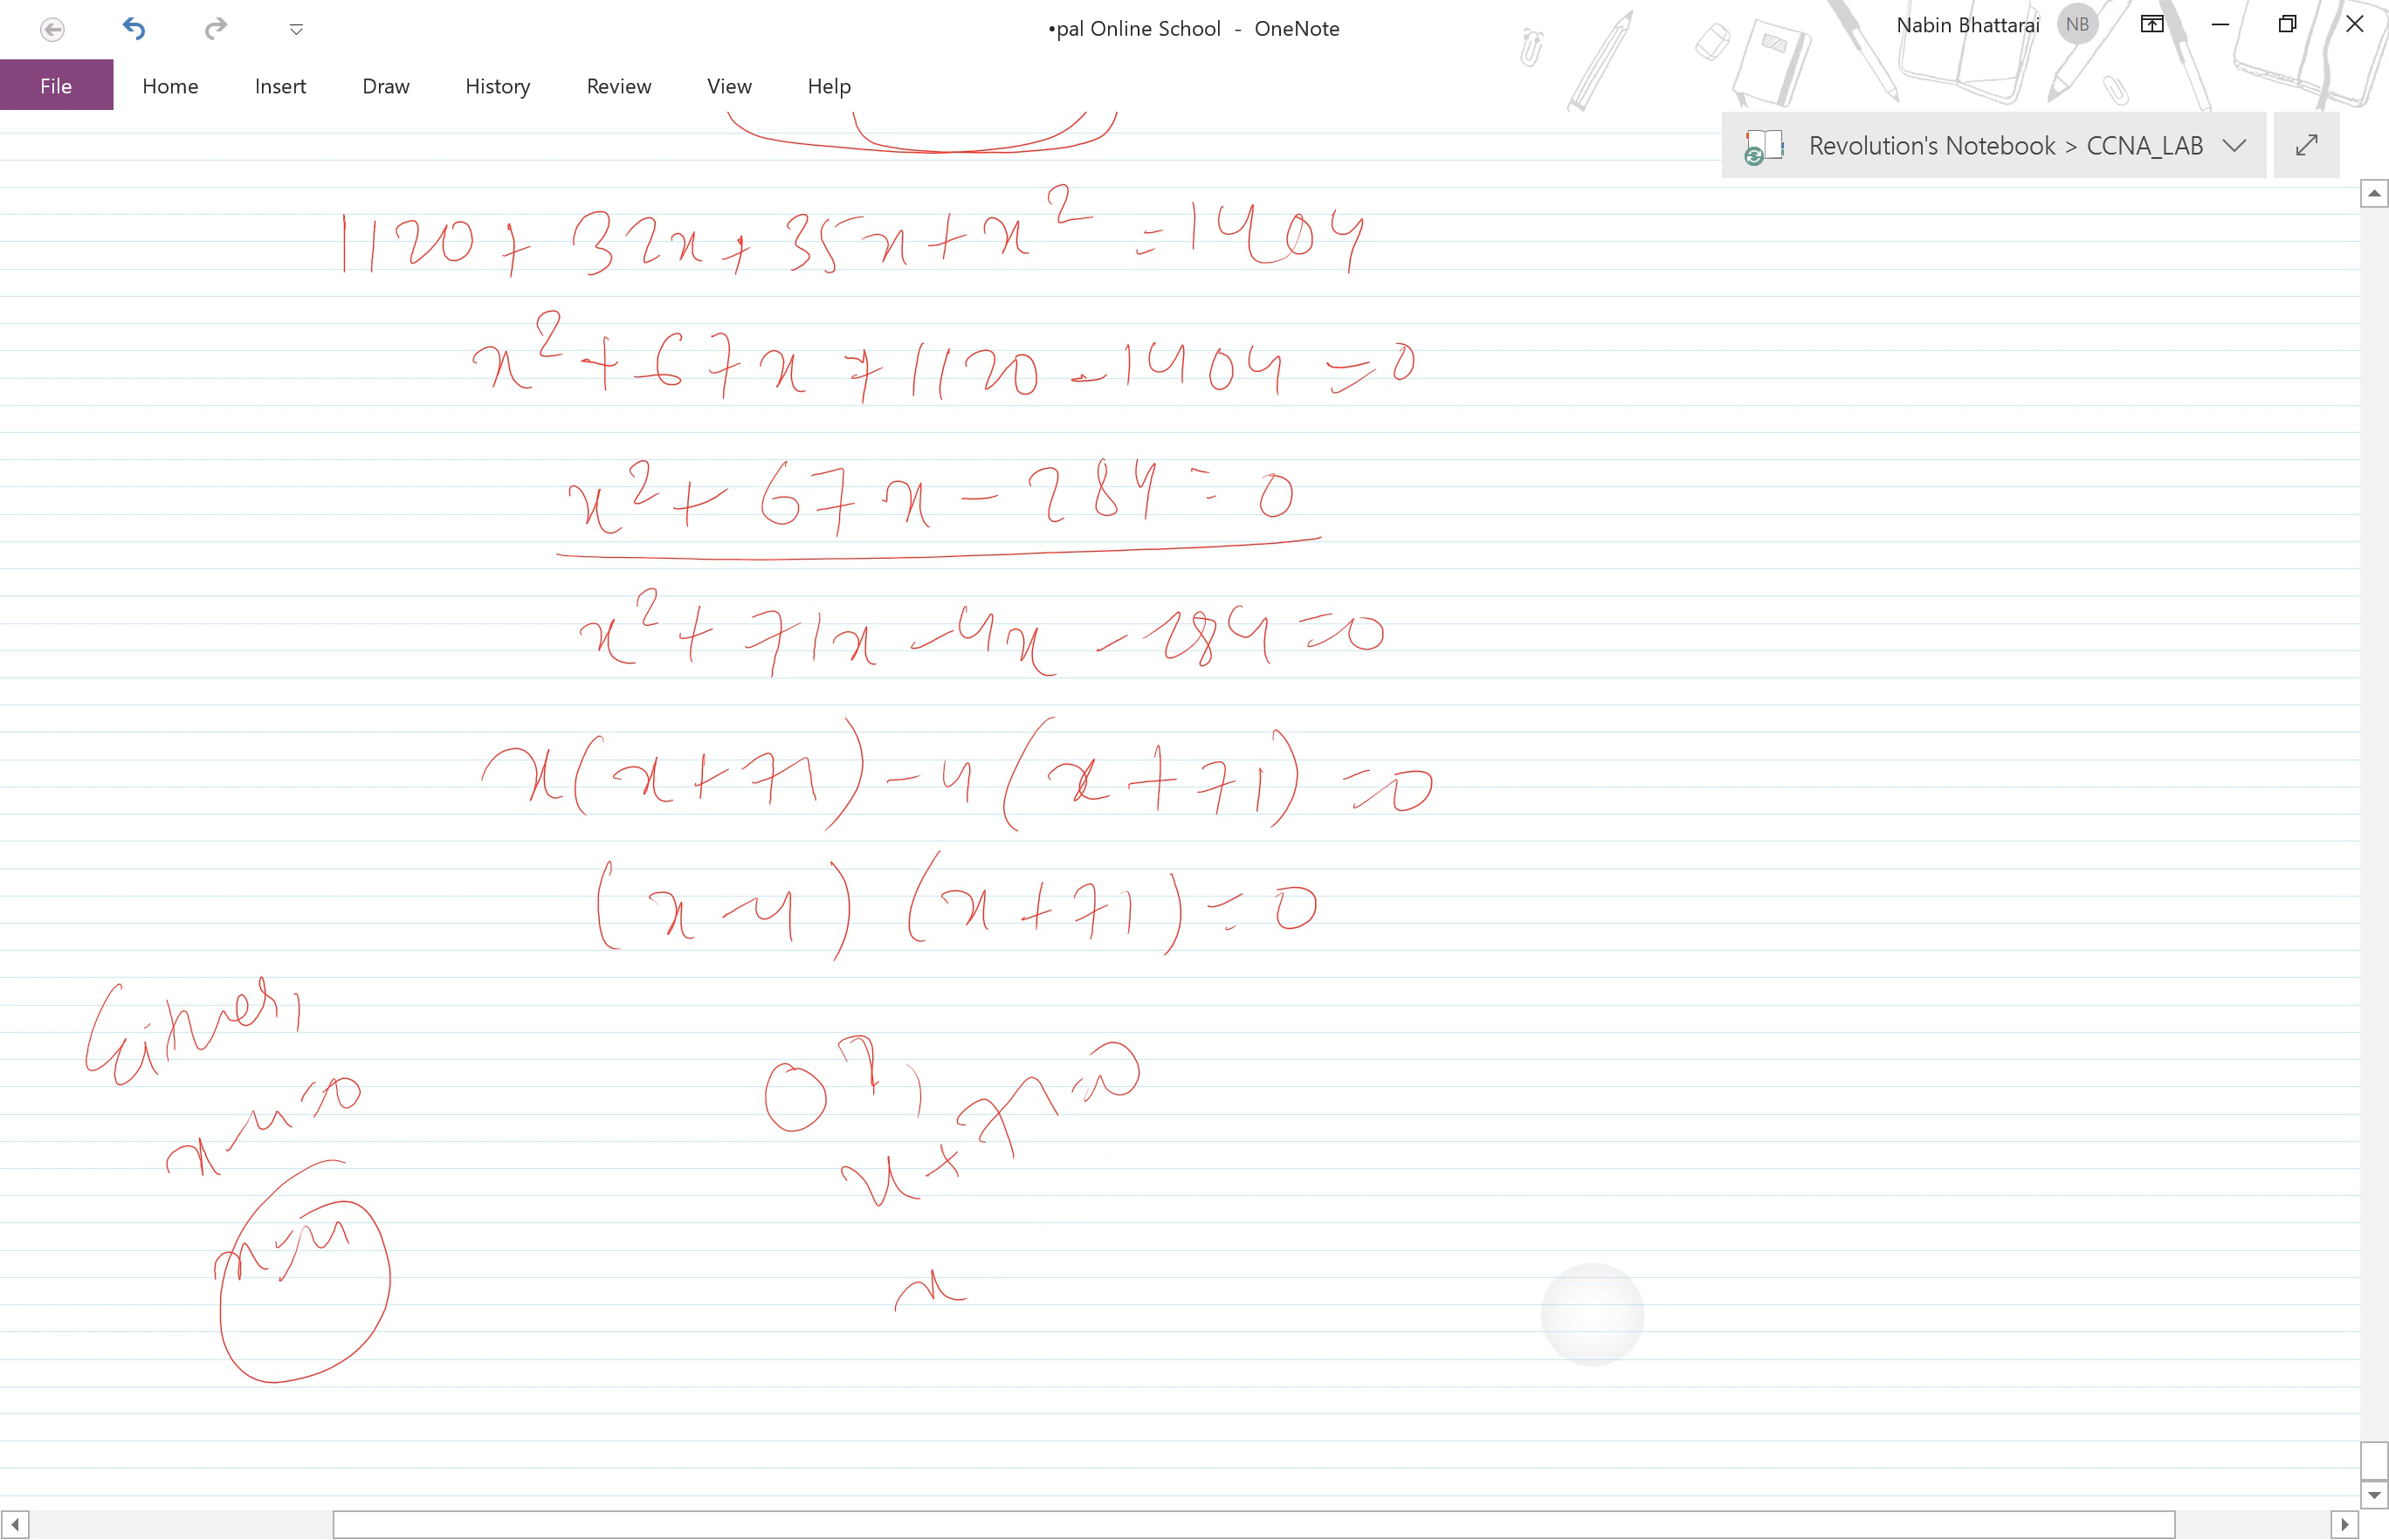 •pal Online School - OneNote
Nabin Bhattarai NB
File Home Insert Draw History Review View Help
Revolution's Notebook > CCNA_LAB
1120 + 32x + 35x + x² = 1404
x² + 67x + 1120 - 1404 = 0
x² + 67x - 284 = 0
x² + 71x - 4x - 284 = 0
x(x+71) - 4(x+71) = 0
(x-4) (x+71) = 0
Either,
x-4=0
x=4
Or,
x+71=0
x